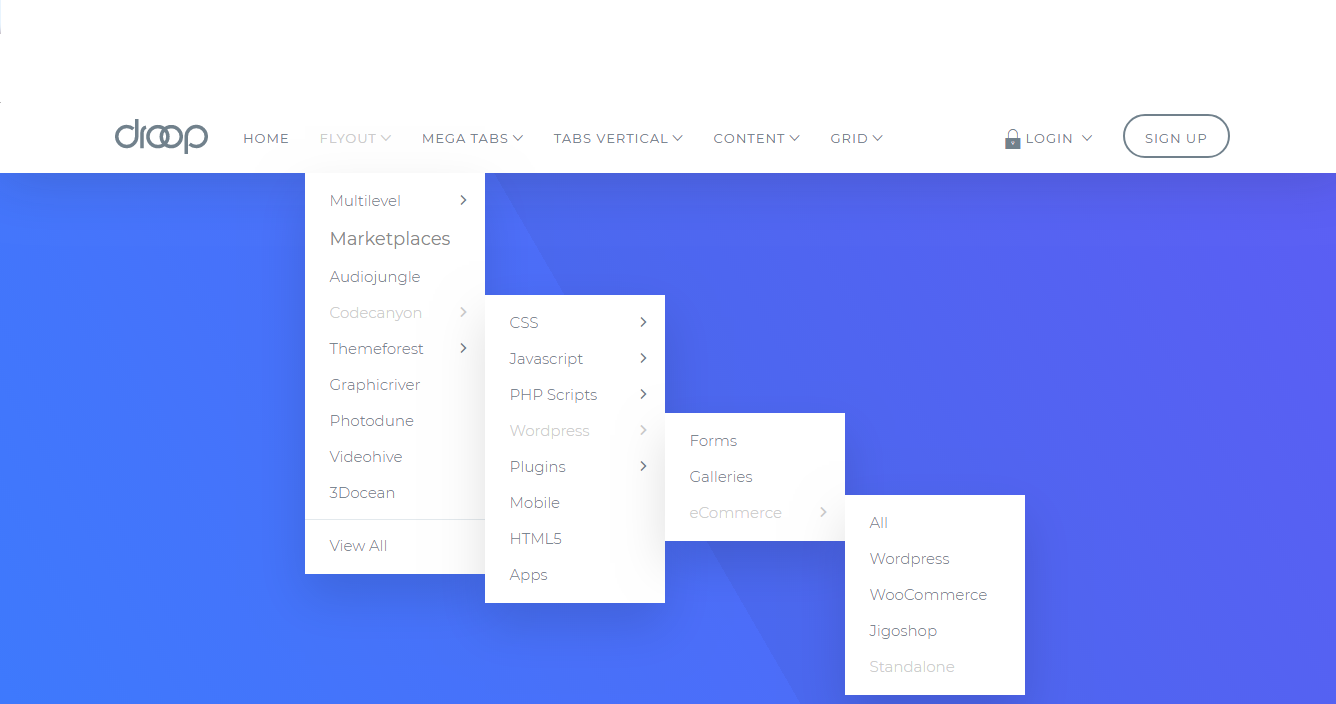 droop
HOME FLYOUT MEGA TABS TABS VERTICAL CONTENT GRID LOGIN SIGN UP
Multilevel
Marketplaces
Audiojungle
Codecanyon
Themeforest
Graphicriver
Photodune
Videohive
3Docean
View All
CSS
Javascript
PHP Scripts
Wordpress
Plugins
Mobile
HTML5
Apps
Forms
Galleries
eCommerce
All
Wordpress
WooCommerce
Jigoshop
Standalone